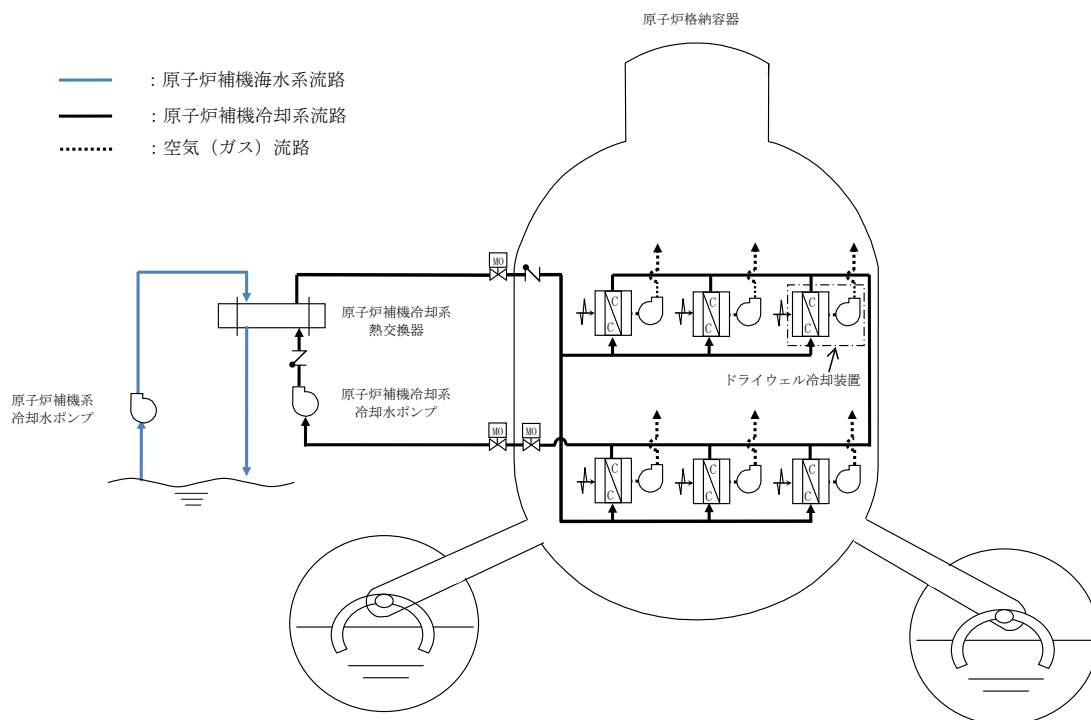 原子炉格納容器
：原子炉補機海水系流路
：原子炉補機冷却系流路
：空気（ガス）流路
MO
原子炉補機冷却系
熱交換器
C
C
C
C
C
C
ドライウェル冷却装置
原子炉補機系
冷却水ポンプ
原子炉補機冷却系
冷却水ポンプ
MO
MO
C
C
C
C
C
C